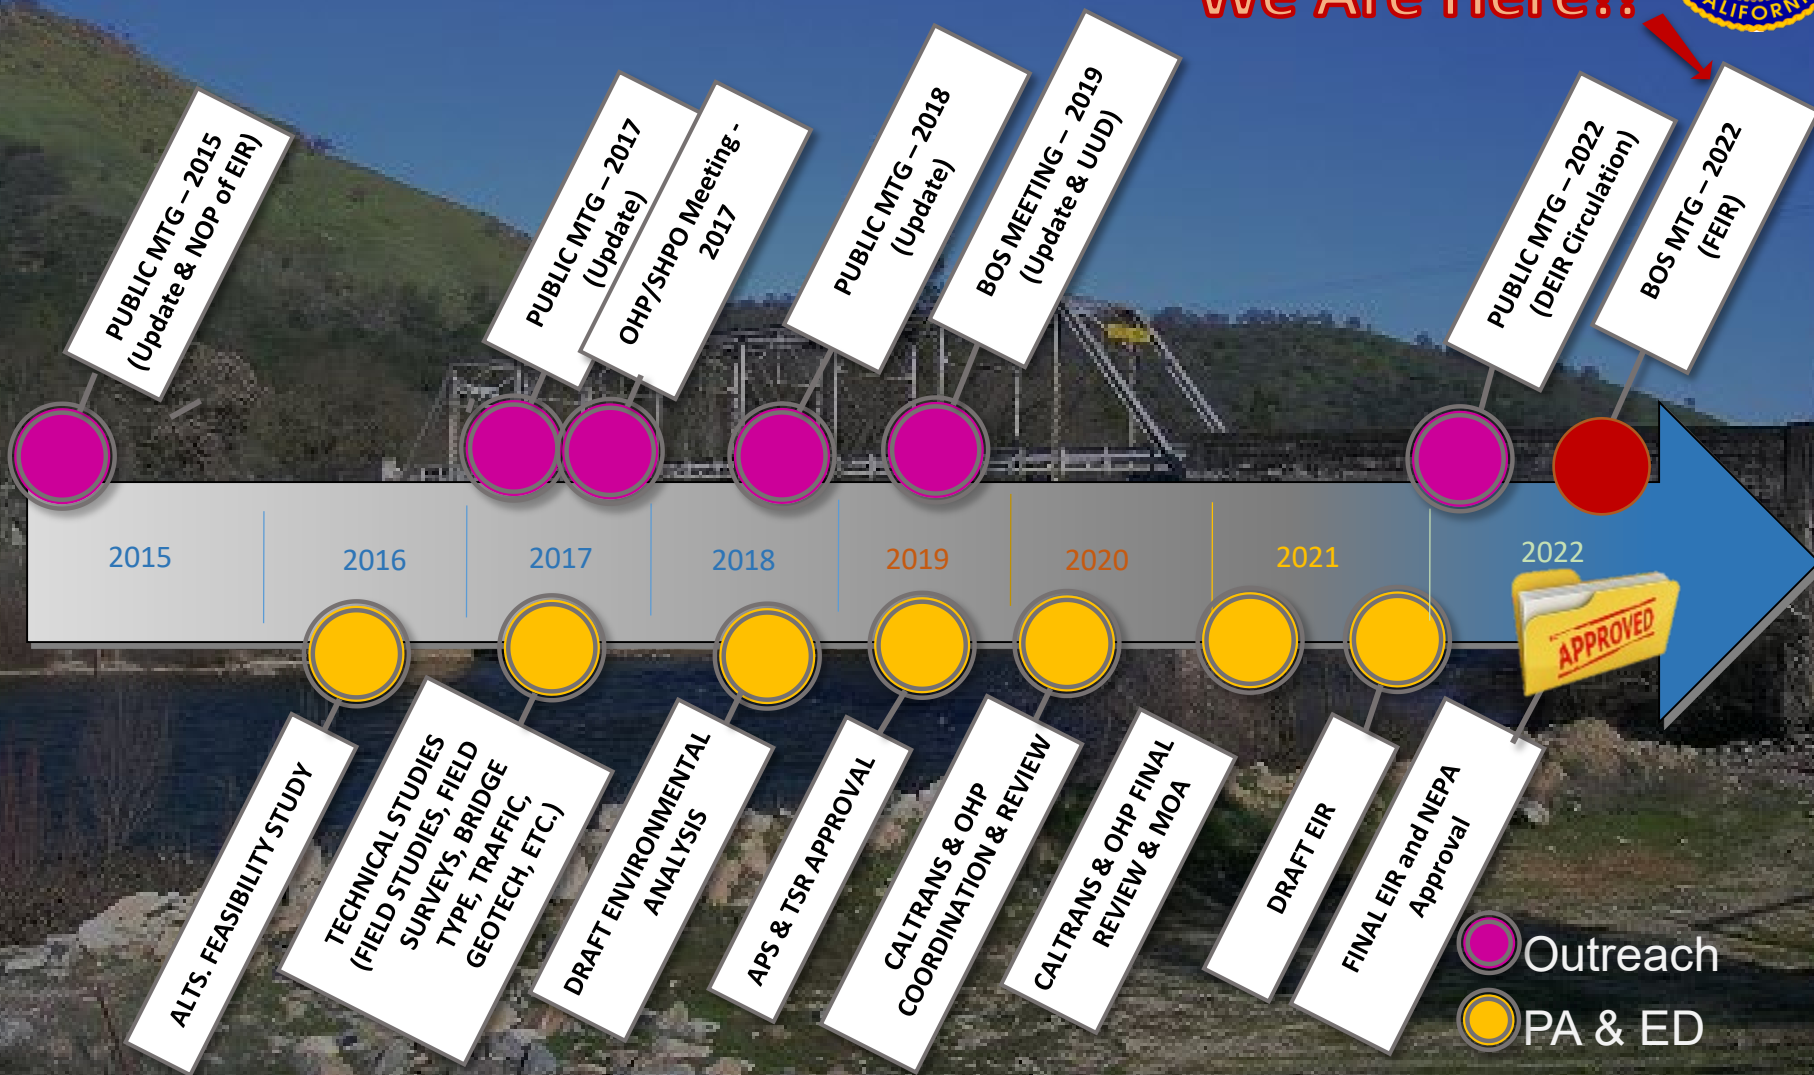 We Are Here!!
CALIFORNIA
PUBLIC MTG – 2015
(Update & NOP of EIR)
PUBLIC MTG – 2017
(Update)
OHP/SHPO Meeting -
2017
PUBLIC MTG – 2018
(Update)
BOS MEETING – 2019
(Update & UUD)
PUBLIC MTG – 2022
(DEIR Circulation)
BOS MTG – 2022
(FEIR)
2015
2016
2017
2018
2019
2020
2021
2022
APPROVED
ALTS. FEASIBILITY STUDY
TECHNICAL STUDIES
(FIELD STUDIES, FIELD
SURVEYS, BRIDGE
TYPE, TRAFFIC,
GEOTECH, ETC.)
DRAFT ENVIRONMENTAL
ANALYSIS
APS & TSR APPROVAL
CALTRANS & OHP
COORDINATION & REVIEW
CALTRANS & OHP FINAL
REVIEW & MOA
DRAFT EIR
FINAL EIR and NEPA
Approval
Outreach
PA & ED